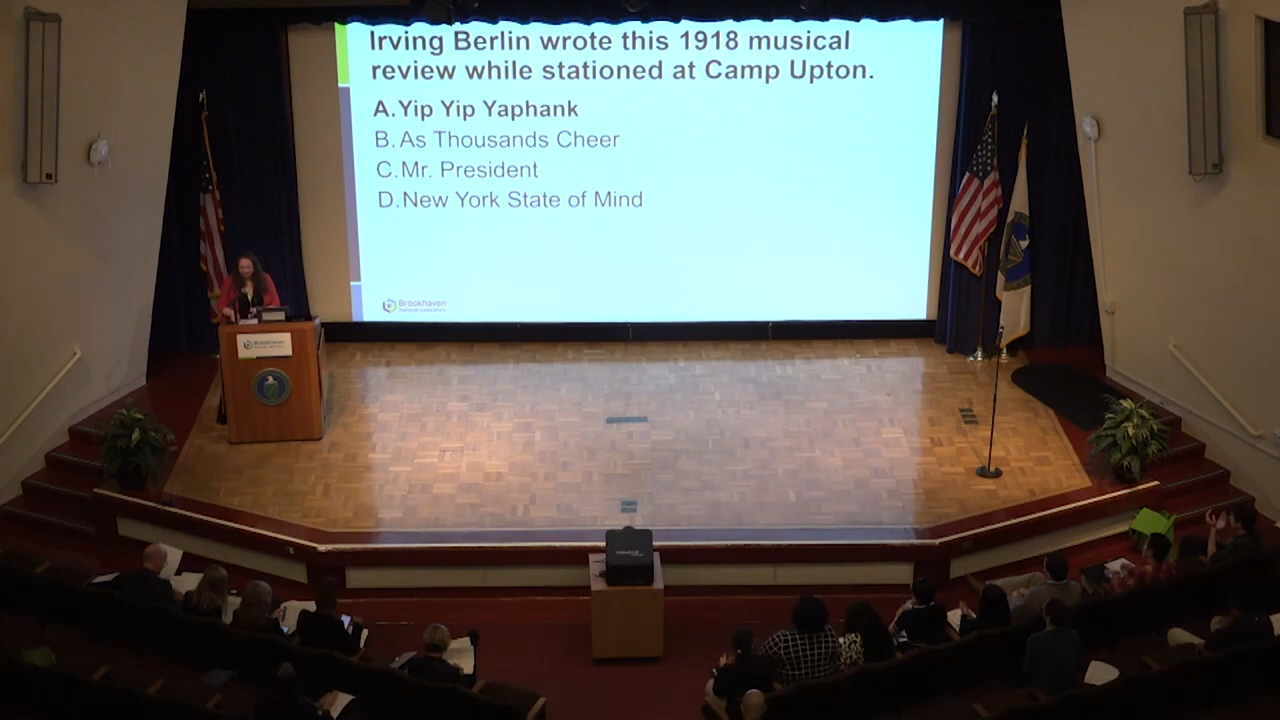 Irving Berlin wrote this 1918 musical
review while stationed at Camp Upton.
A. Yip Yip Yaphank
B. As Thousands Cheer
C. Mr. President
D. New York State of Mind
Brookhaven
National Laboratory
Brookhaven